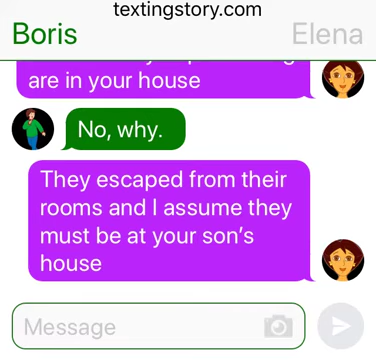 textingstory.com
Boris
Elena
are in your house
No, why.
They escaped from their
rooms and I assume they
must be at your son's
house
Message